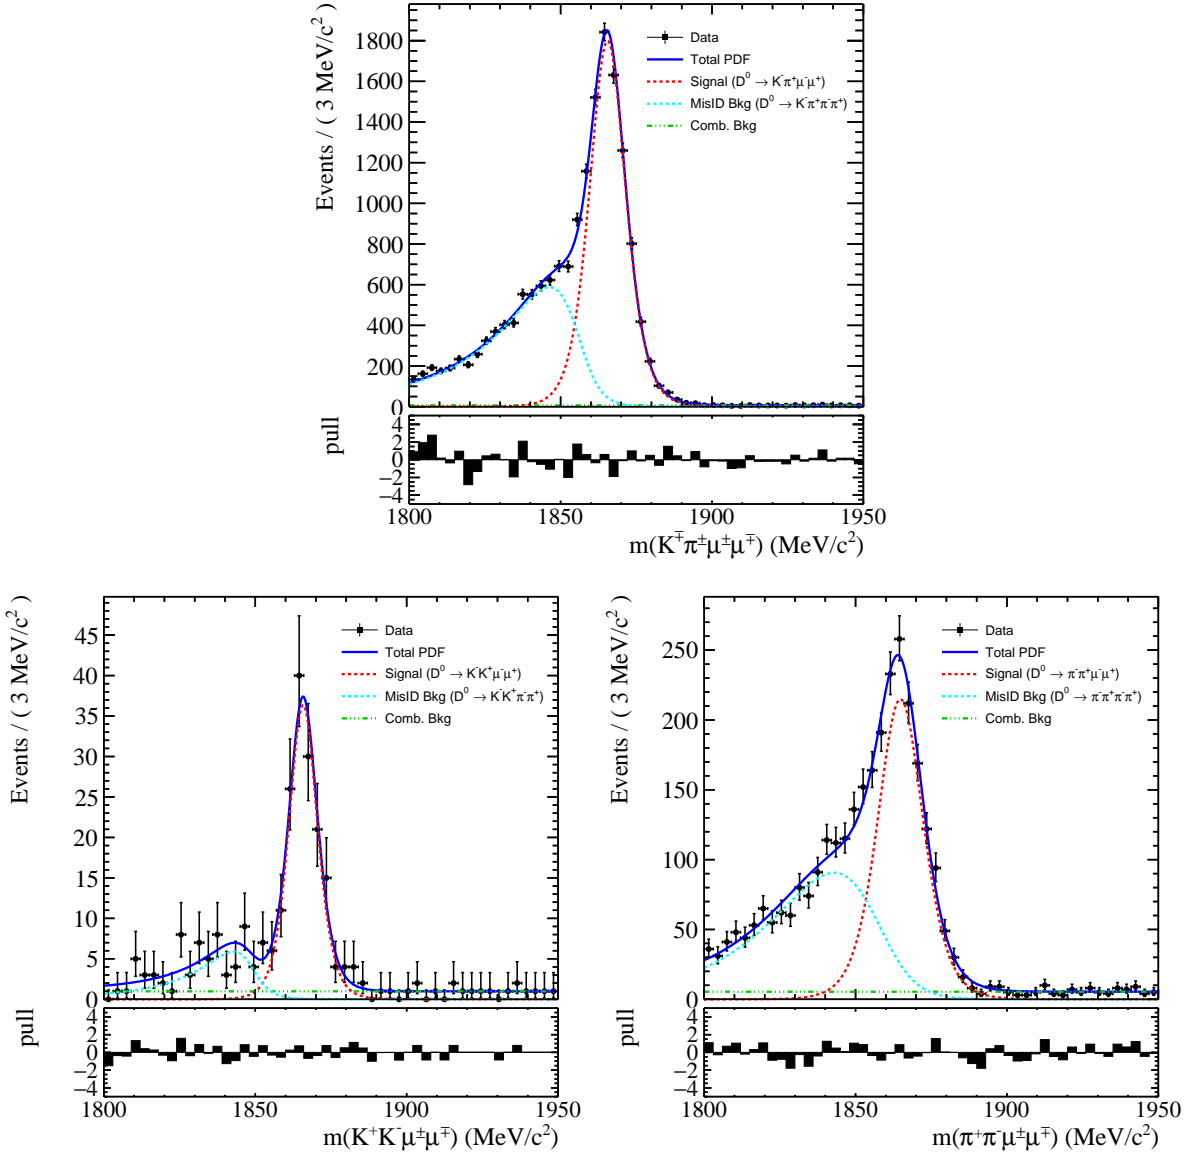 Events / ( 3 MeV/c² )
1800
1600
1400
1200
1000
800
600
400
200
0
Data
Total PDF
Signal (D⁰ → K⁻π⁺μ⁻μ⁺)
MisID Bkg (D⁰ → K⁻π⁺π⁻π⁺)
Comb. Bkg
pull
4
2
0
−2
−4
1800 1850 1900 1950
m(K∓π±μ±μ∓) (MeV/c²)
Events / ( 3 MeV/c² )
45
40
35
30
25
20
15
10
5
0
Data
Total PDF
Signal (D⁰ → K⁻K⁺μ⁻μ⁺)
MisID Bkg (D⁰ → K⁻K⁺π⁻π⁺)
Comb. Bkg
pull
4
2
0
−2
−4
1800 1850 1900 1950
m(K⁺K⁻μ±μ∓) (MeV/c²)
Events / ( 3 MeV/c² )
250
200
150
100
50
0
Data
Total PDF
Signal (D⁰ → π⁻π⁺μ⁻μ⁺)
MisID Bkg (D⁰ → π⁻π⁺π⁻π⁺)
Comb. Bkg
pull
4
2
0
−2
−4
1800 1850 1900 1950
m(π⁺π⁻μ±μ∓) (MeV/c²)